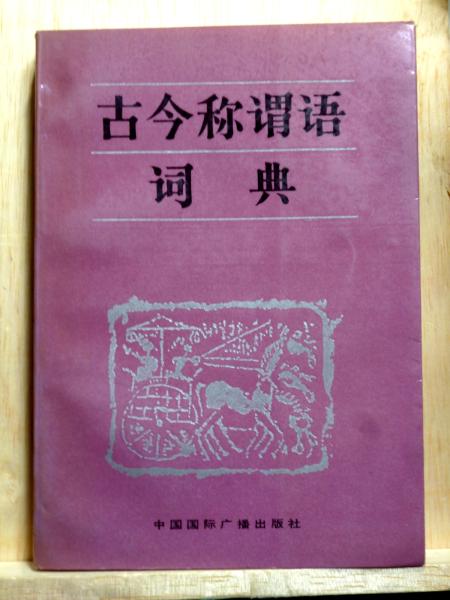 古今称谓语
词典
中国国际广播出版社